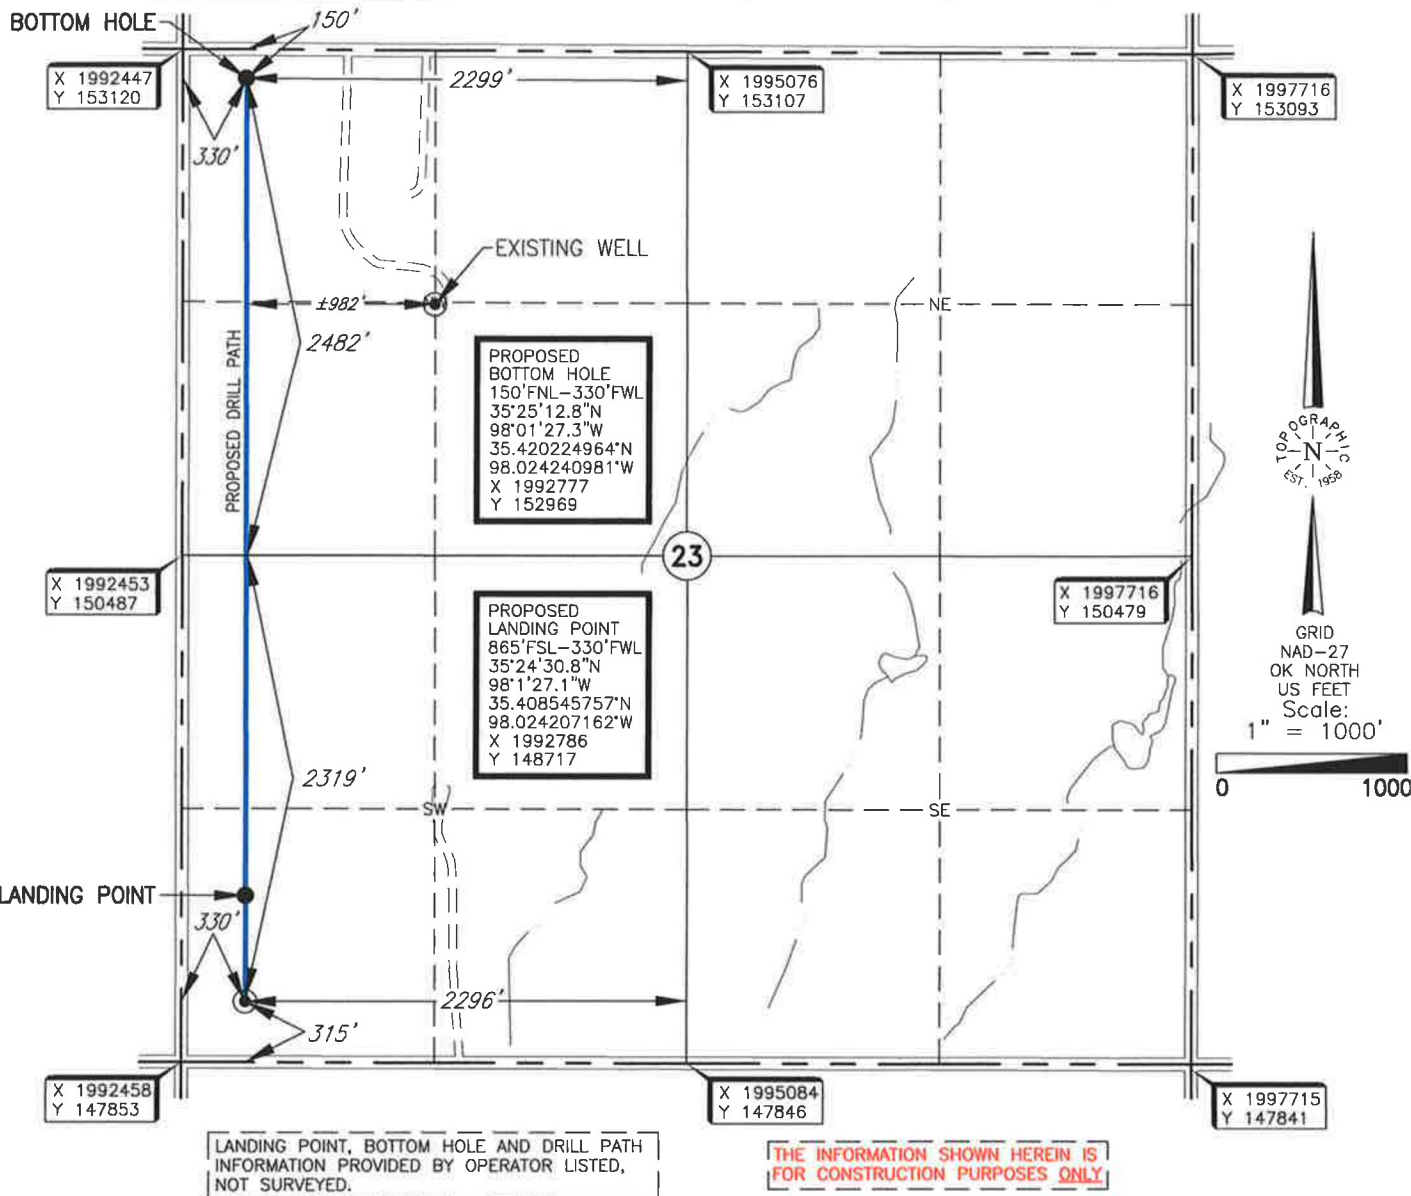 BOTTOM HOLE
150'
X 1992447
Y 153120
2299'
X 1995076
Y 153107
X 1997716
Y 153093
330'
EXISTING WELL
±982'
NE
2482'
PROPOSED DRILL PATH
PROPOSED
BOTTOM HOLE
150'FNL-330'FWL
35°25'12.8"N
98°01'27.3"W
35.420224964°N
98.024240981°W
X 1992777
Y 152969
TOPOGRAPHIC
N
EST. 1958
23
X 1992453
Y 150487
X 1997716
Y 150479
PROPOSED
LANDING POINT
865'FSL-330'FWL
35°24'30.8"N
98°1'27.1"W
35.408545757°N
98.024207162°W
X 1992786
Y 148717
GRID
NAD-27
OK NORTH
US FEET
Scale:
1" = 1000'
0 1000
2319'
SW
SE
LANDING POINT
330'
2296'
315'
X 1992458
Y 147853
X 1995084
Y 147846
X 1997715
Y 147841
LANDING POINT, BOTTOM HOLE AND DRILL PATH
INFORMATION PROVIDED BY OPERATOR LISTED,
NOT SURVEYED.
THE INFORMATION SHOWN HEREIN IS
FOR CONSTRUCTION PURPOSES ONLY